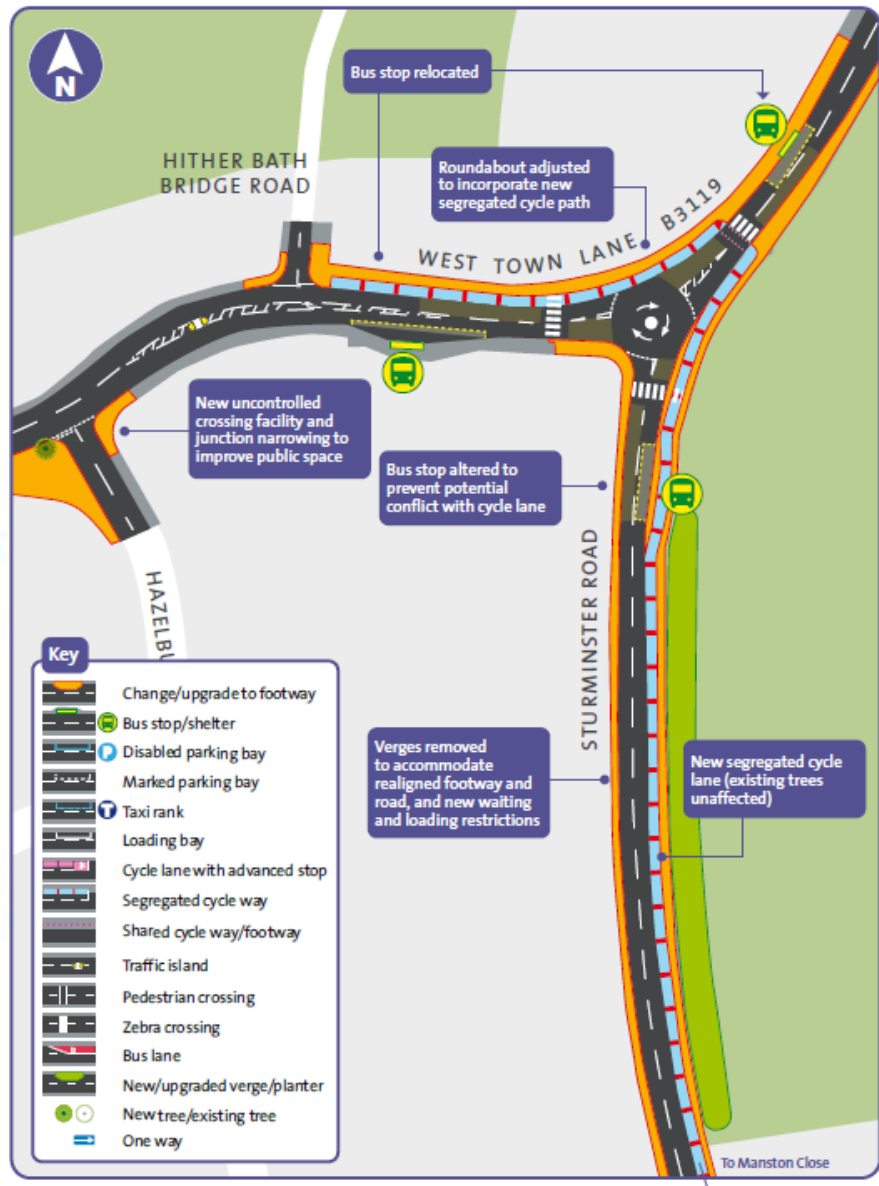 N
Bus stop relocated
HITHER BATH
BRIDGE ROAD
Roundabout adjusted
to incorporate new
segregated cycle path
WEST TOWN LANE B3119
New uncontrolled
crossing facility and
junction narrowing to
improve public space
Bus stop altered to
prevent potential
conflict with cycle lane
STURMINSTER ROAD
HAZELBU
Verges removed
to accommodate
realigned footway and
road, and new waiting
and loading restrictions
New segregated cycle
lane (existing trees
unaffected)
Key
Change/upgrade to footway
Bus stop/shelter
P Disabled parking bay
Marked parking bay
T Taxi rank
Loading bay
Cycle lane with advanced stop
Segregated cycle way
Shared cycle way/footway
Traffic island
Pedestrian crossing
Zebra crossing
Bus lane
New/upgraded verge/planter
New tree/existing tree
One way
To Manston Close